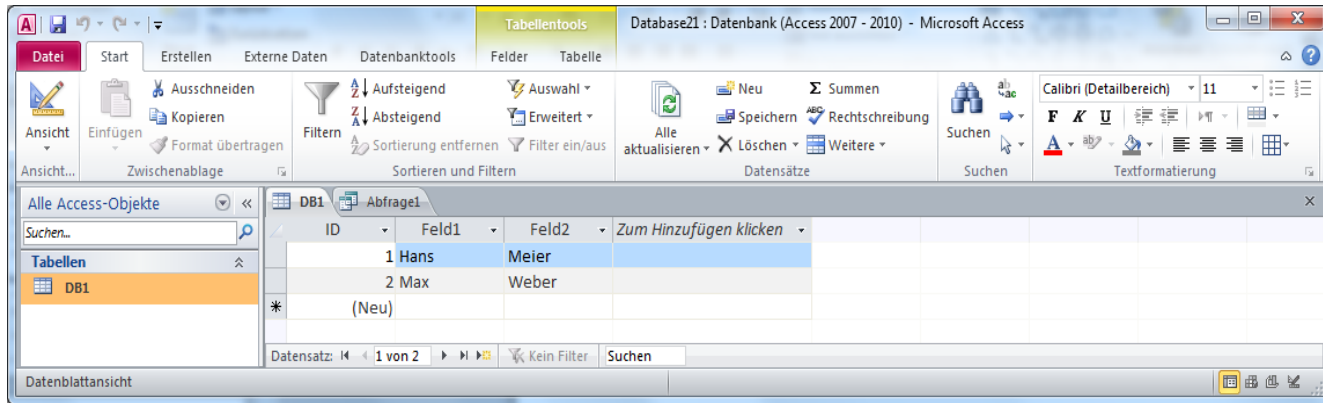 A
Tabellentools
Database21 : Datenbank (Access 2007 - 2010) - Microsoft Access
Datei Start Erstellen Externe Daten Datenbanktools Felder Tabelle
Ansicht
Einfügen
Ausschneiden
Kopieren
Format übertragen
Filtern
Aufsteigend
Absteigend
Sortierung entfernen
Auswahl
Erweitert
Filter ein/aus
Alle
aktualisieren
Neu
Speichern
Löschen
Σ Summen
Rechtschreibung
Weitere
Suchen
Calibri (Detailbereich) 11
F K U
Ansicht... Zwischenablage Sortieren und Filtern Datensätze Suchen Textformatierung
Alle Access-Objekte «
Suchen...
Tabellen
DB1
DB1 Abfrage1
ID Feld1 Feld2 Zum Hinzufügen klicken
1 Hans Meier
2 Max Weber
* (Neu)
Datensatz: 1 von 2 Kein Filter Suchen
Datenblattansicht